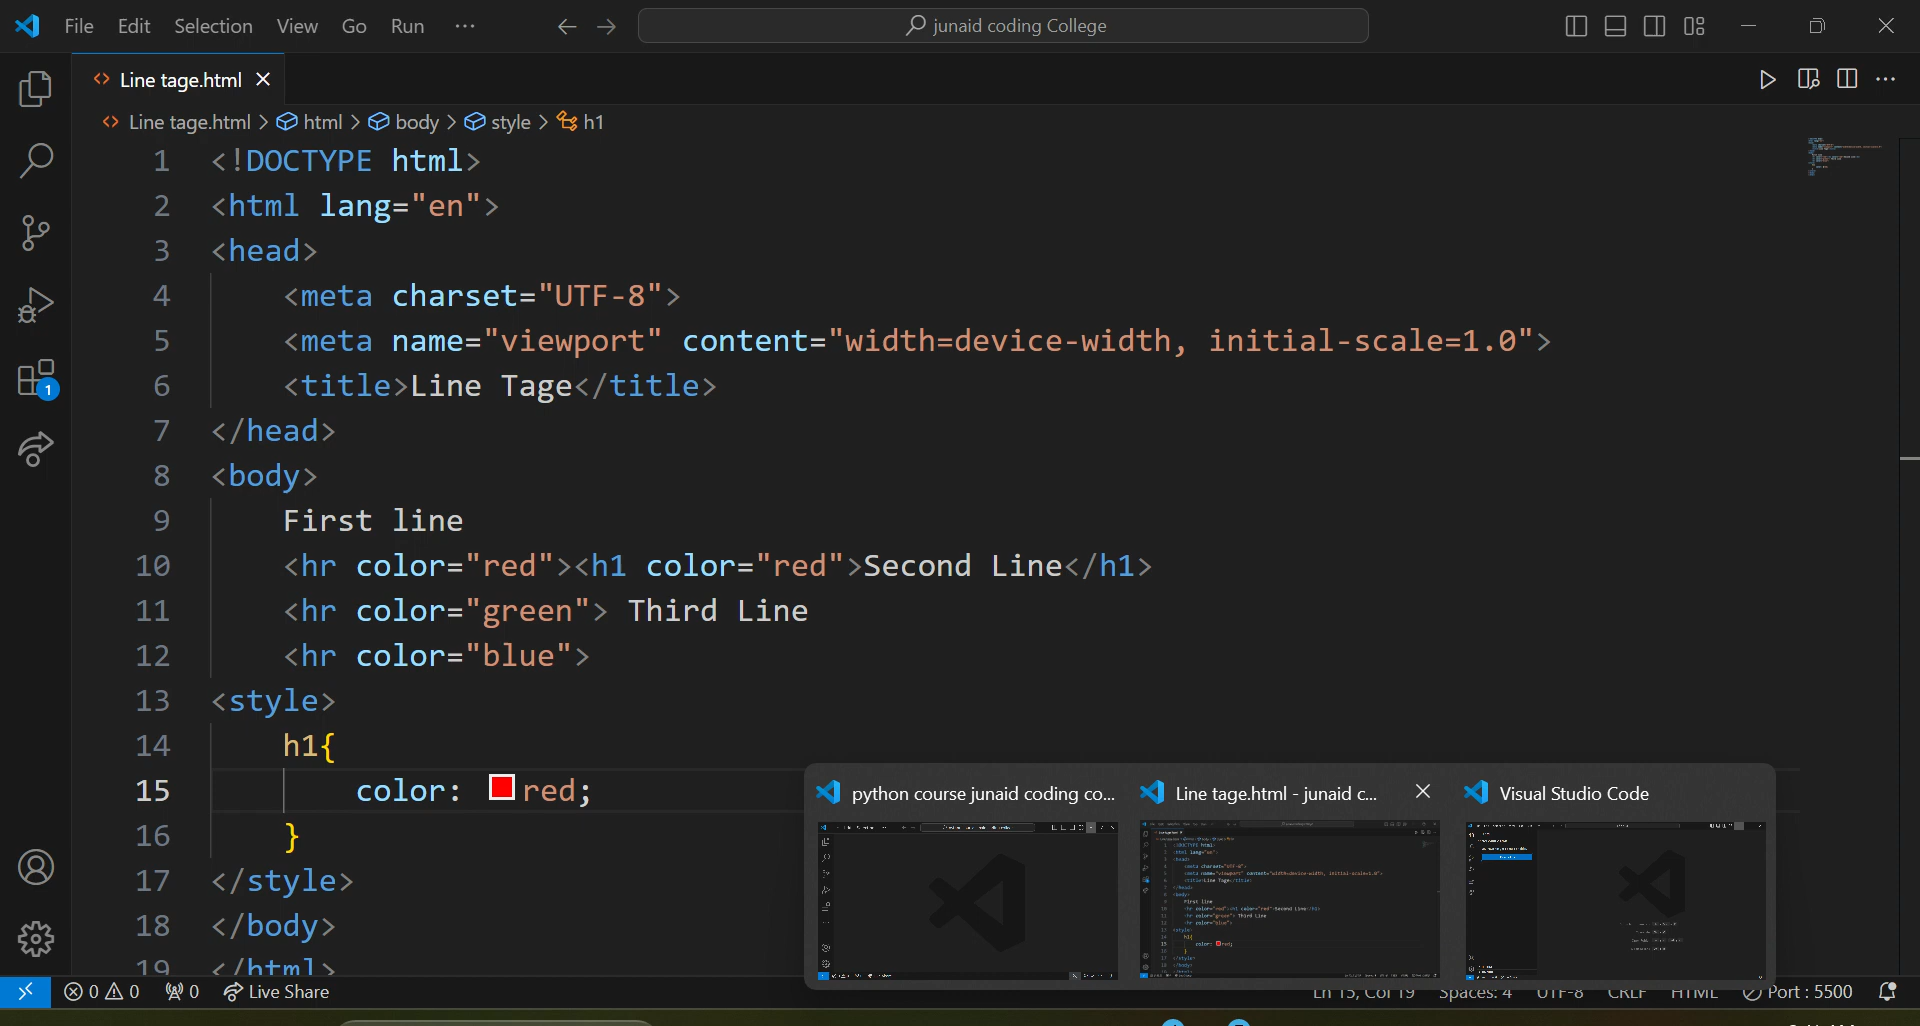 File Edit Selection View Go Run ··· junaid coding College
Line tage.html
Line tage.html > html > body > style > h1
1 <!DOCTYPE html>
2 <html lang="en">
3 <head>
4 <meta charset="UTF-8">
5 <meta name="viewport" content="width=device-width, initial-scale=1.0">
6 <title>Line Tage</title>
7 </head>
8 <body>
9 First line
10 <hr color="red"><h1 color="red">Second Line</h1>
11 <hr color="green"> Third Line
12 <hr color="blue">
13 <style>
14 h1{
15 color: red;
16 }
17 </style>
18 </body>
19 </html>
1
python course junaid coding co... Line tage.html - junaid c... Visual Studio Code
0 0 0 Live Share Ln 15, Col 19 Spaces: 4 UTF-8 CRLF HTML Port : 5500